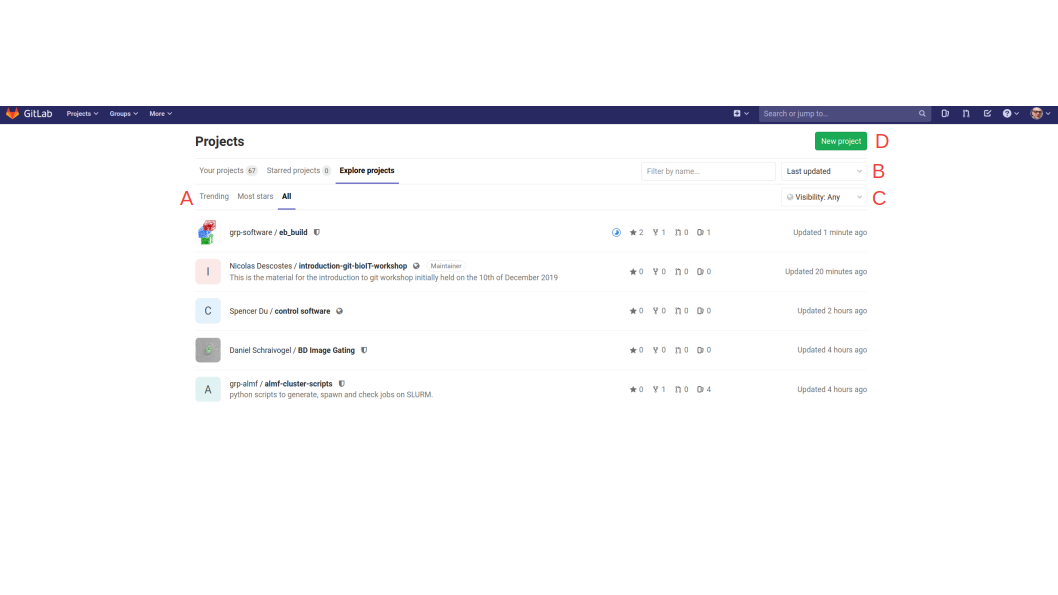 GitLab Projects Groups More Search or jump to...
Projects New project D
Your projects 67 Starred projects 0 Explore projects Filter by name... Last updated B
A Trending Most stars All Visibility: Any C
grp-software / eb_build 2 1 0 1 Updated 1 minute ago
I Nicolas Descostes / introduction-git-bioIT-workshop Maintainer 0 0 0 0 Updated 20 minutes ago
This is the material for the introduction to git workshop initially held on the 10th of December 2019
C Spencer Du / control software 0 0 0 0 Updated 2 hours ago
Daniel Schraivogel / BD Image Gating 0 0 0 0 Updated 4 hours ago
A grp-almf / almf-cluster-scripts 0 1 0 4 Updated 4 hours ago
python scripts to generate, spawn and check jobs on SLURM.